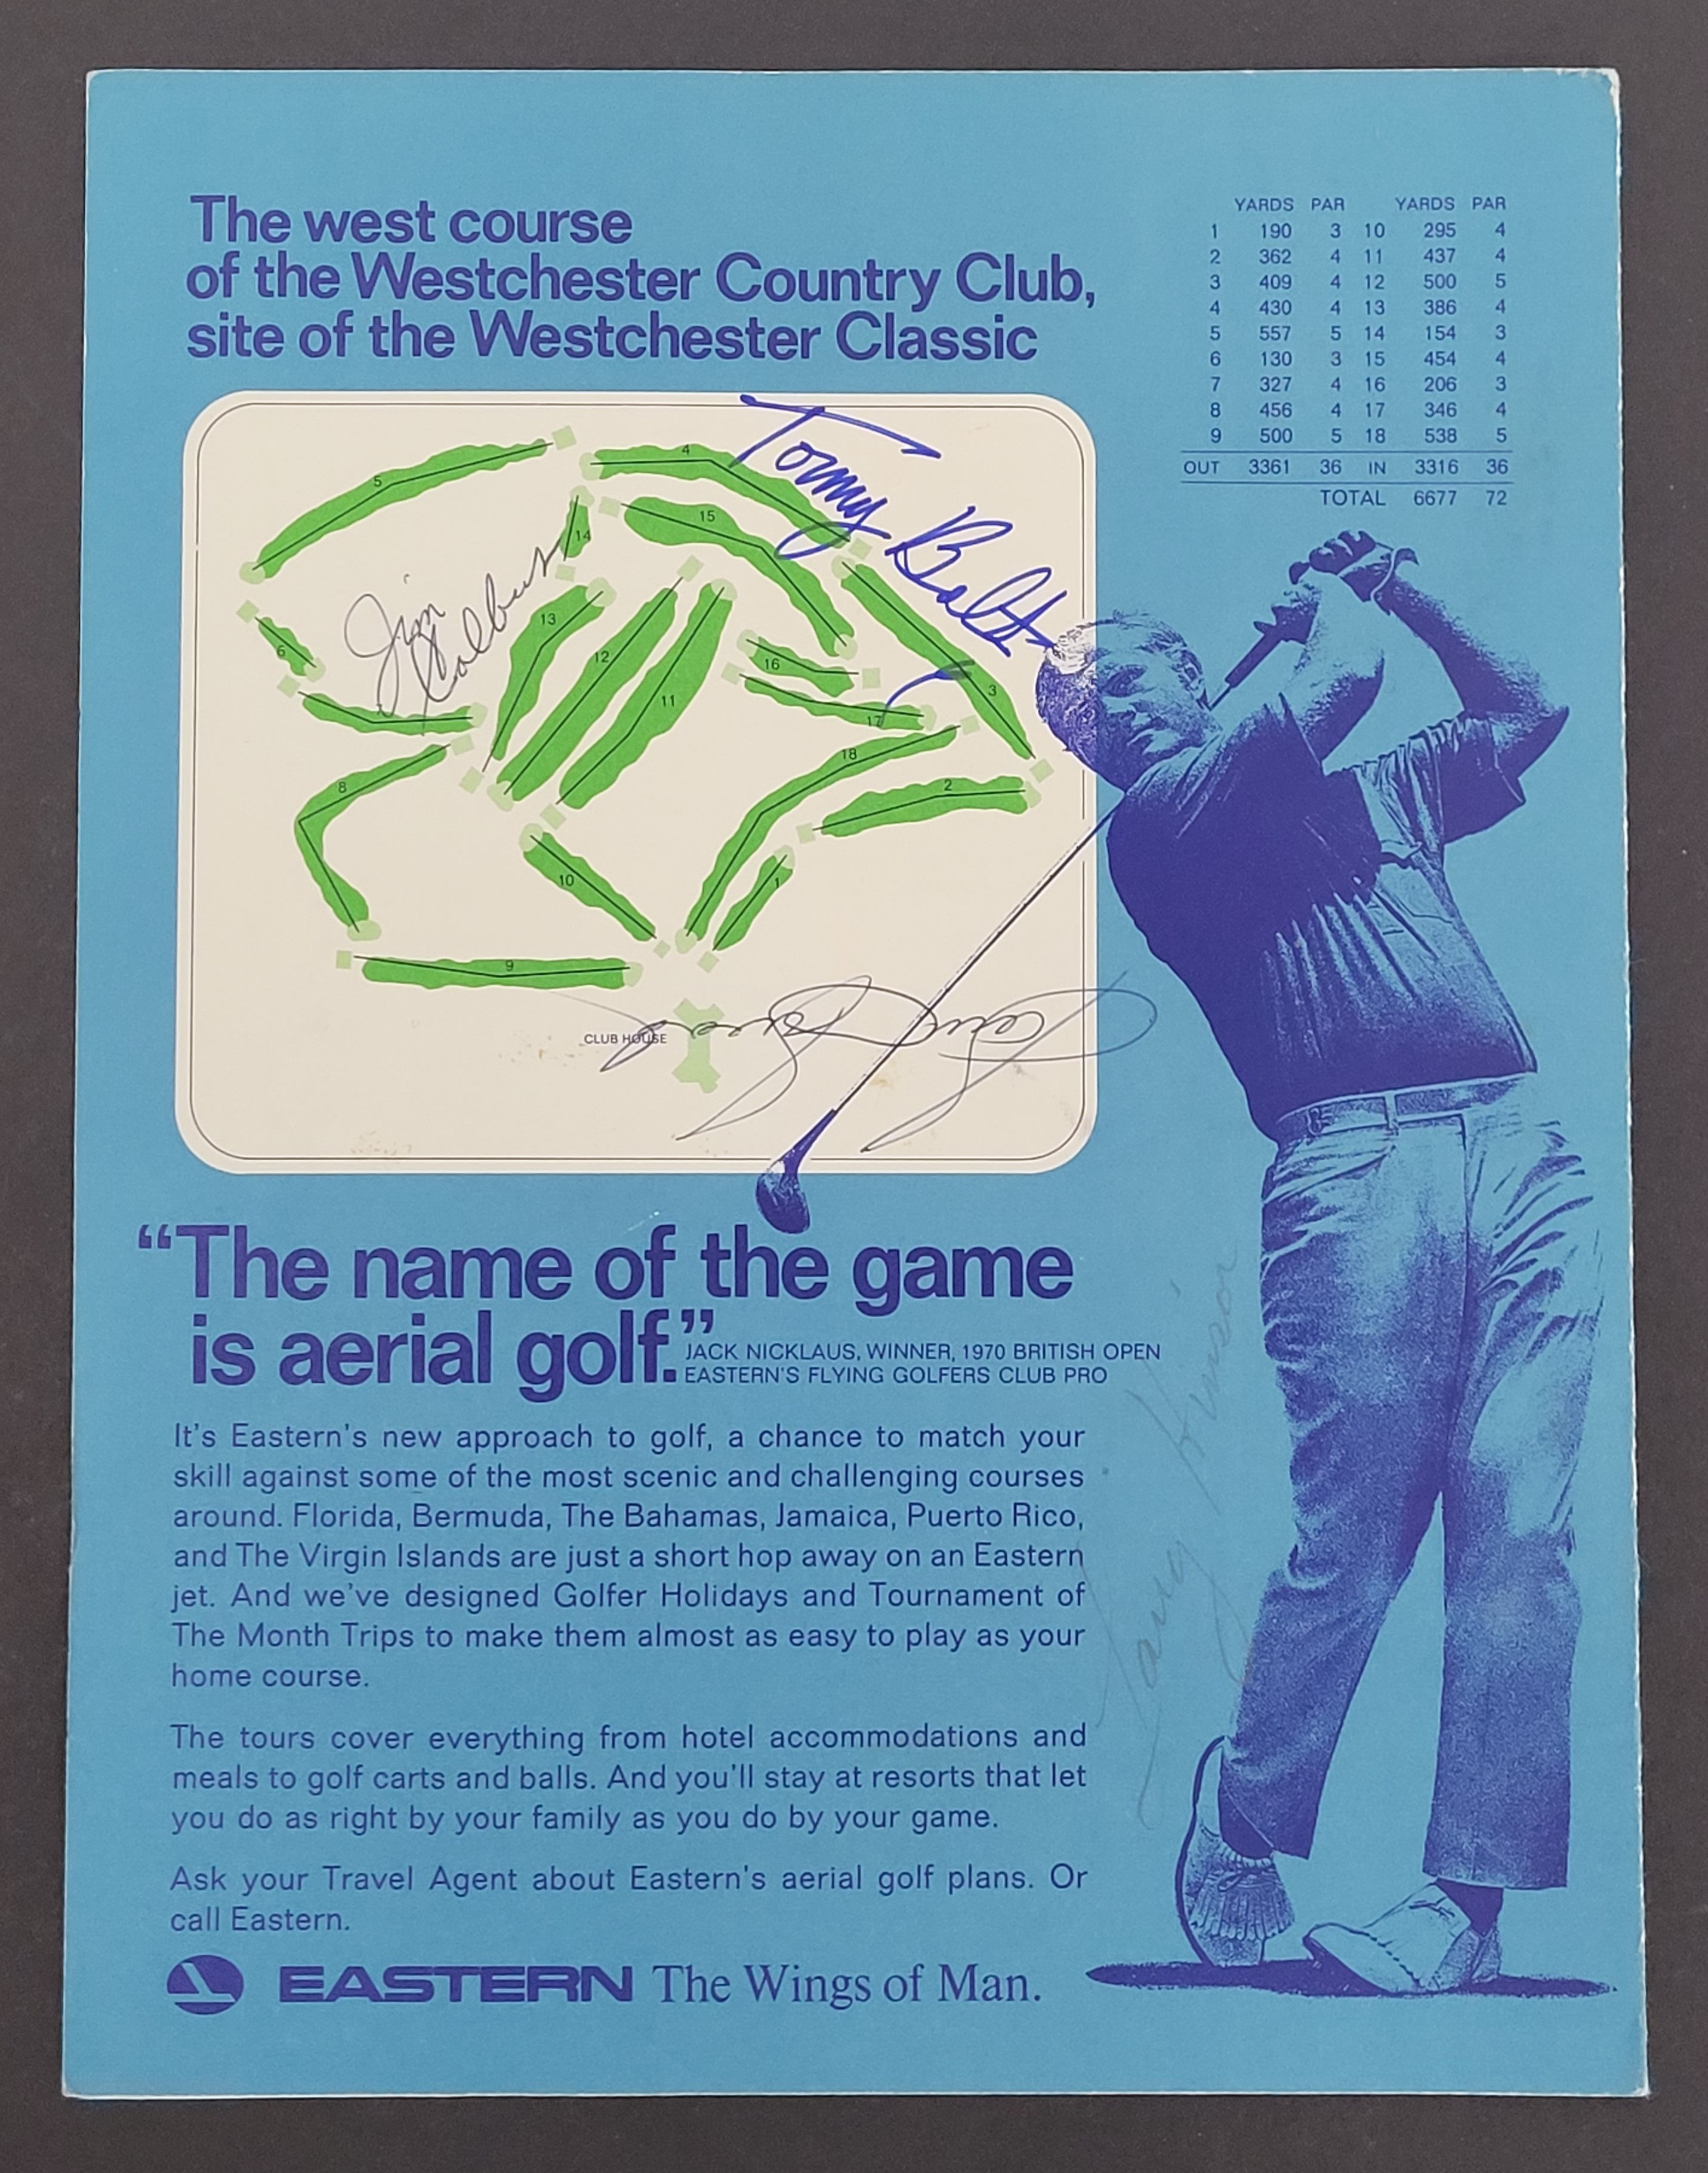 The west course
of the Westchester Country Club,
site of the Westchester Classic
YARDS PAR YARDS PAR
1 190 3 10 295 4
2 362 4 11 437 4
3 409 4 12 500 5
4 430 4 13 386 4
5 557 5 14 154 3
6 130 3 15 454 4
7 327 4 16 206 3
8 456 4 17 346 4
9 500 5 18 538 5
OUT 3361 36 IN 3316 36
TOTAL 6677 72
5
4
15
14
13
12
11
6
16
3
17
18
8
2
10
1
9
CLUB HOUSE
Jim
Colbert
Tommy Bolt
Larry Hinson
“The name of the game
is aerial golf.”
JACK NICKLAUS, WINNER, 1970 BRITISH OPEN
EASTERN'S FLYING GOLFERS CLUB PRO
It's Eastern's new approach to golf, a chance to match your
skill against some of the most scenic and challenging courses
around. Florida, Bermuda, The Bahamas, Jamaica, Puerto Rico,
and The Virgin Islands are just a short hop away on an Eastern
jet. And we've designed Golfer Holidays and Tournament of
The Month Trips to make them almost as easy to play as your
home course.
The tours cover everything from hotel accommodations and
meals to golf carts and balls. And you'll stay at resorts that let
you do as right by your family as you do by your game.
Ask your Travel Agent about Eastern's aerial golf plans. Or
call Eastern.
EASTERN The Wings of Man.